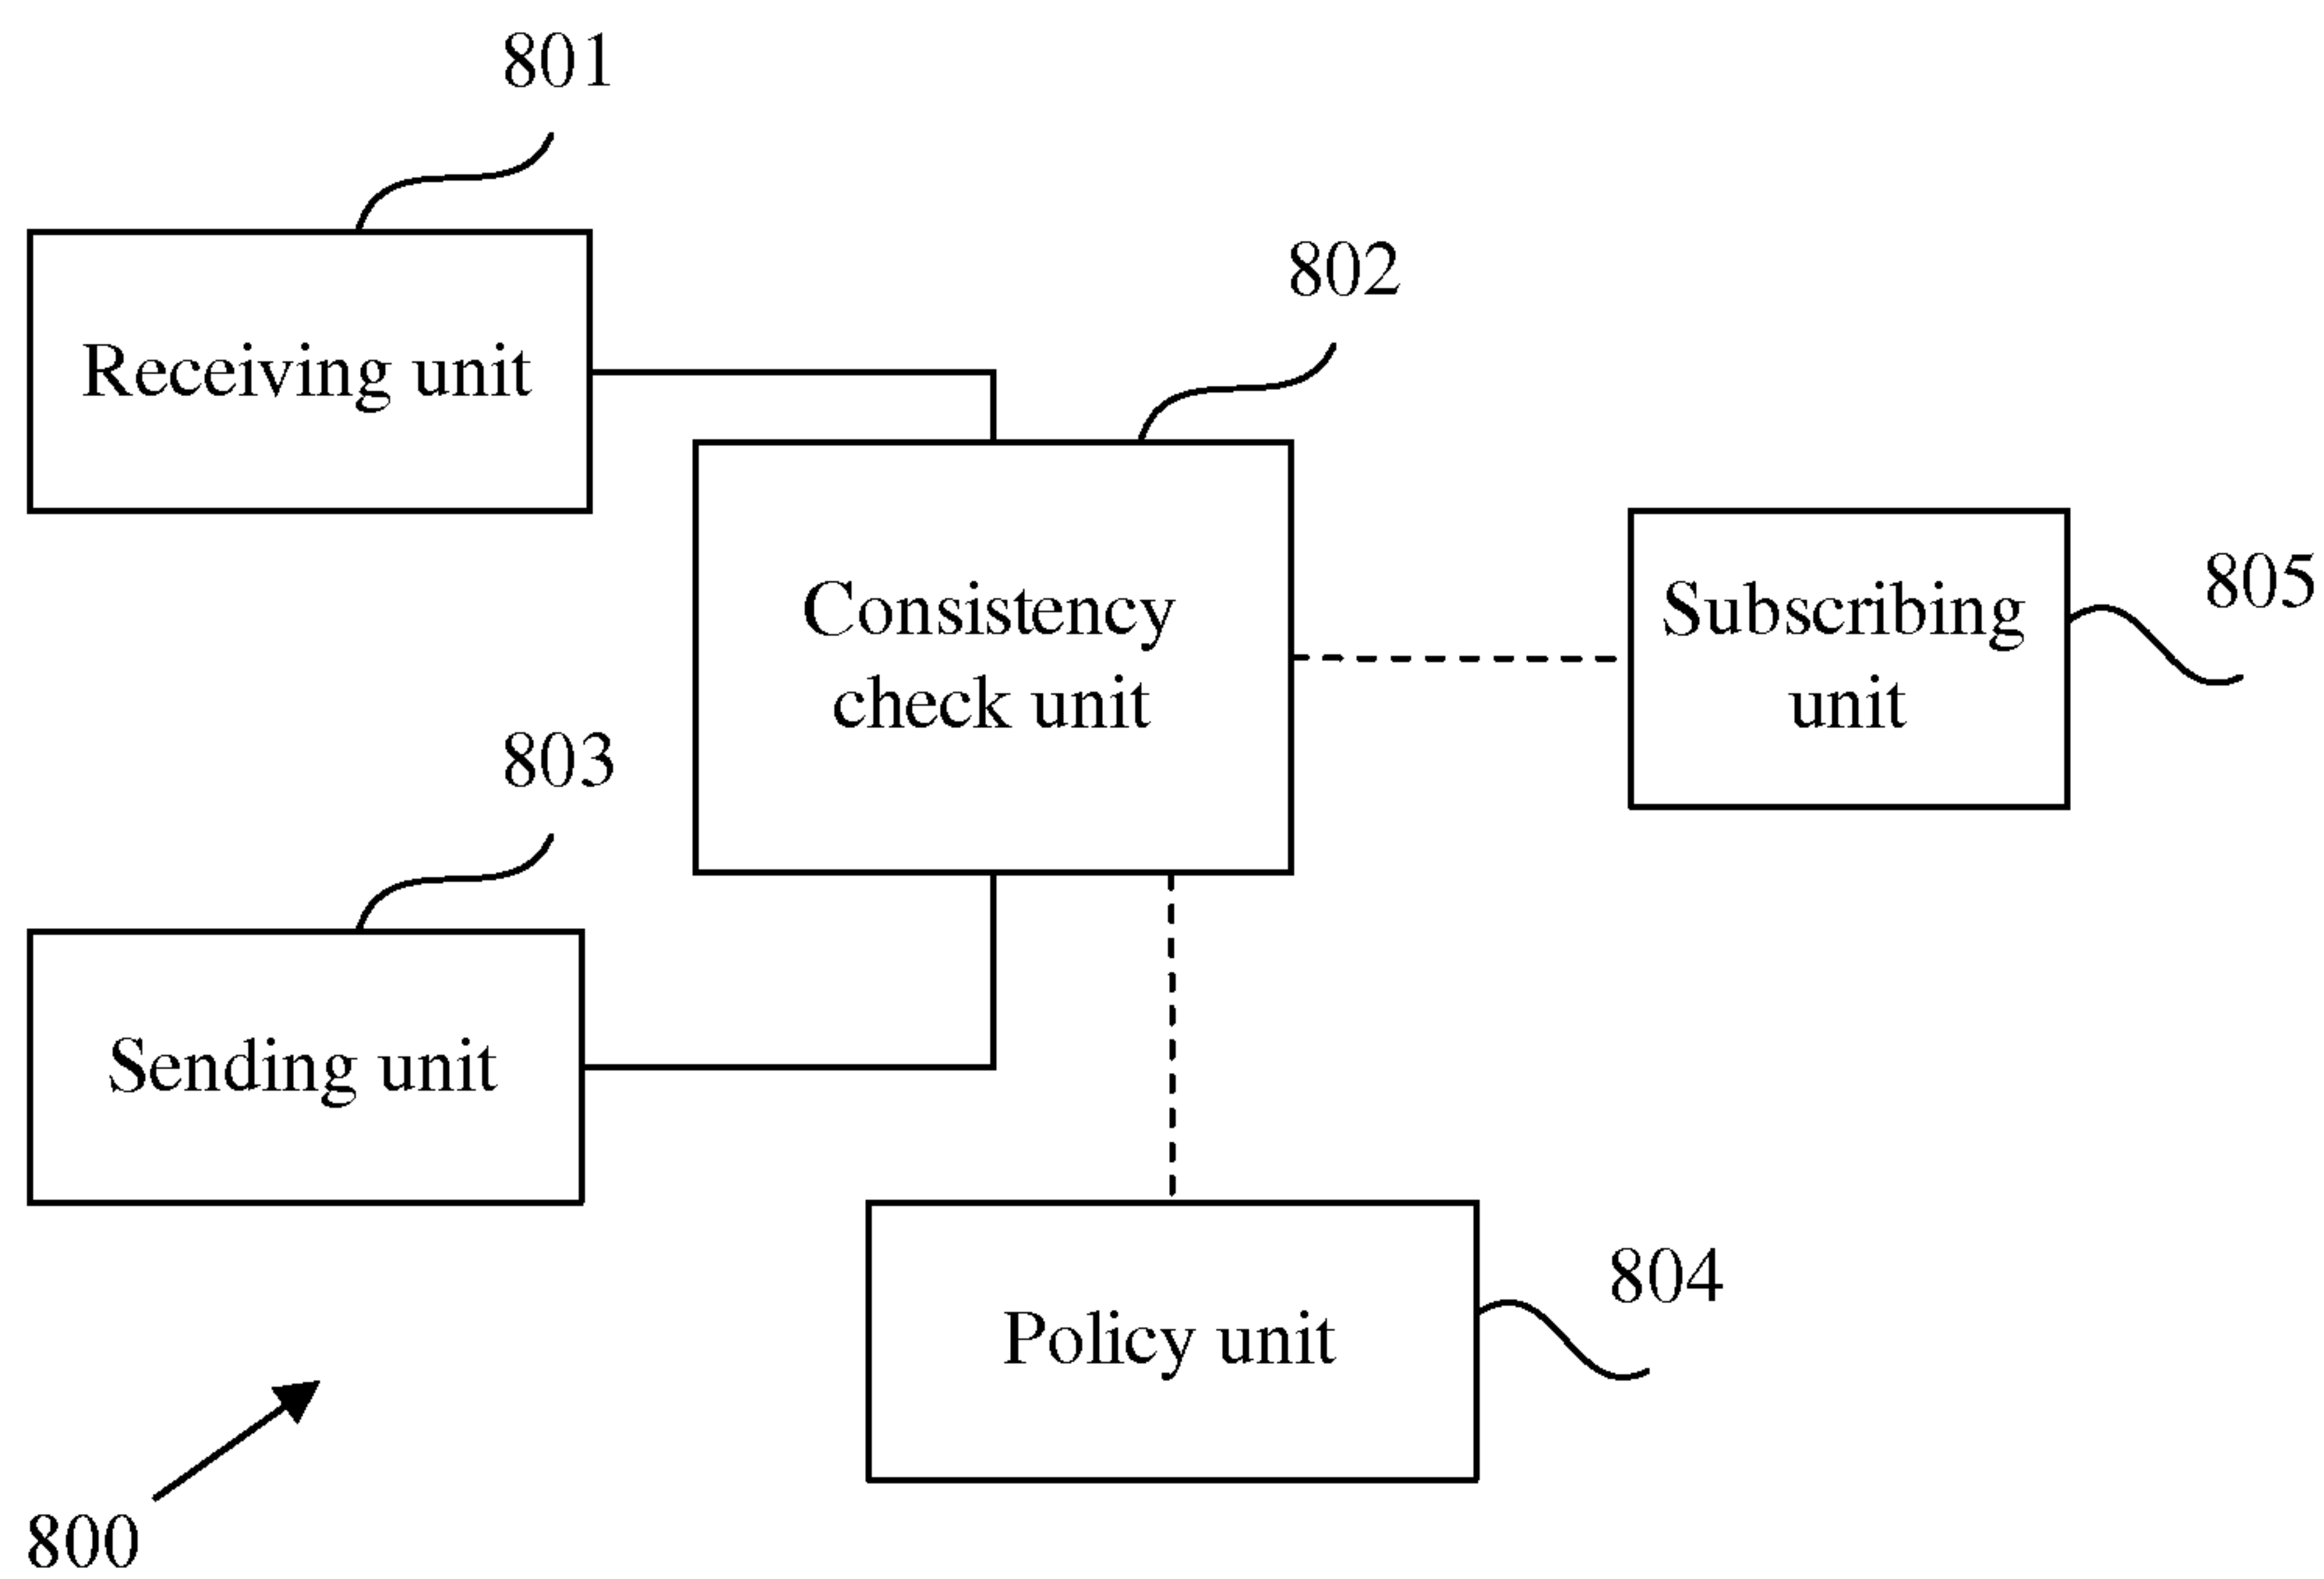 801
802
Receiving unit
Consistency
check unit
805
Subscribing
unit
803
Sending unit
804
Policy unit
800